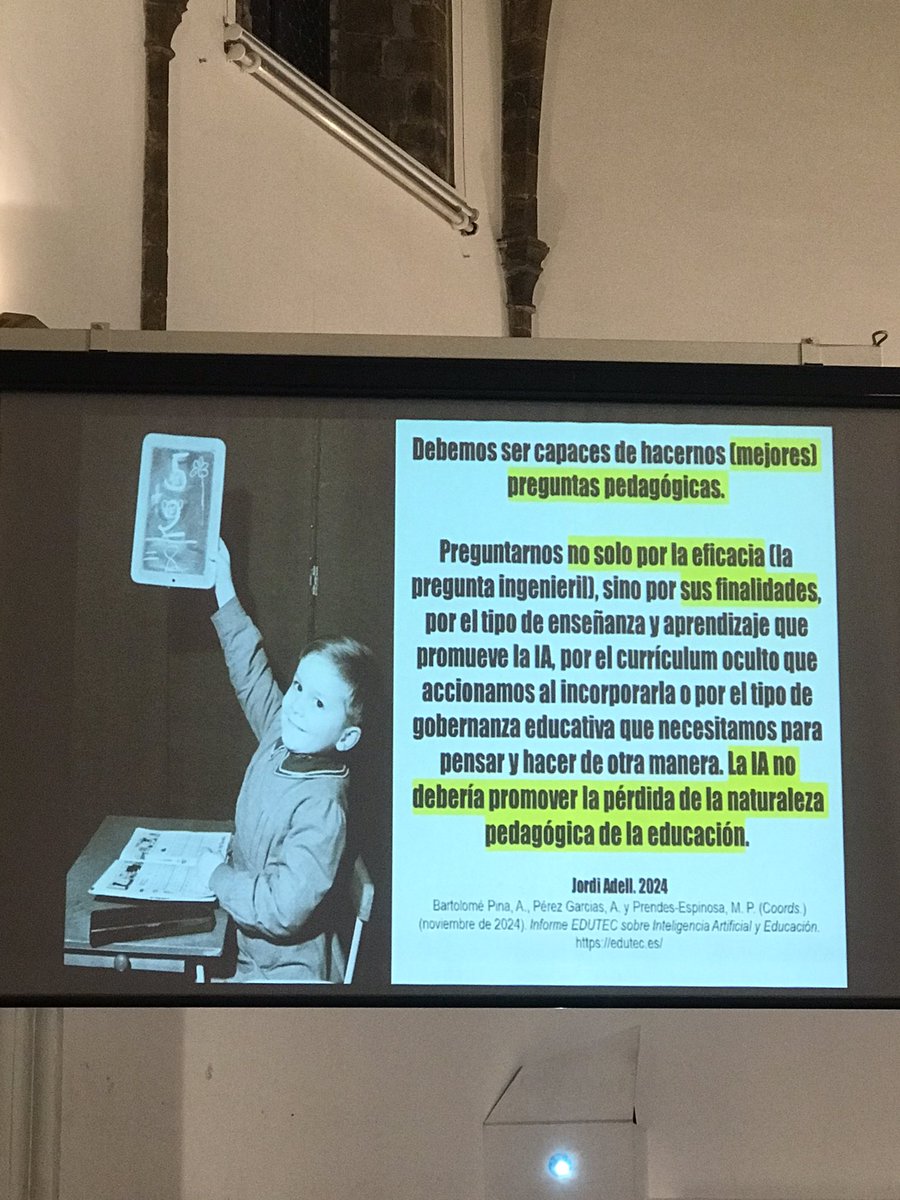 Debemos ser capaces de hacernos (mejores)
preguntas pedagógicas.
Preguntarnos no solo por la eficacia (la
pregunta ingenieril), sino por sus finalidades,
por el tipo de enseñanza y aprendizaje que
promueve la IA, por el currículum oculto que
accionamos al incorporarla o por el tipo de
gobernanza educativa que necesitamos para
pensar y hacer de otra manera. La IA no
debería promover la pérdida de la naturaleza
pedagógica de la educación.
Jordi Adell. 2024
Bartolomé Pina, A., Pérez Garcias, A. y Prendes-Espinosa, M. P. (Coords.)
(noviembre de 2024). Informe EDUTEC sobre Inteligencia Artificial y Educación.
https://edutec.es/